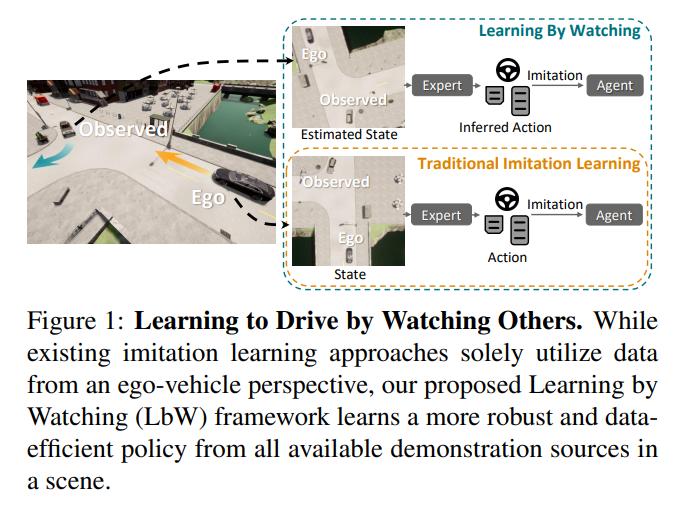 Learning By Watching
Ego
Observed
Expert
Imitation
Agent
Estimated State
Inferred Action
Observed
Ego
Traditional Imitation Learning
Observed
Ego
Expert
Imitation
Agent
State
Action
Figure 1: Learning to Drive by Watching Others. While
existing imitation learning approaches solely utilize data
from an ego-vehicle perspective, our proposed Learning by
Watching (LbW) framework learns a more robust and data-
efficient policy from all available demonstration sources in
a scene.